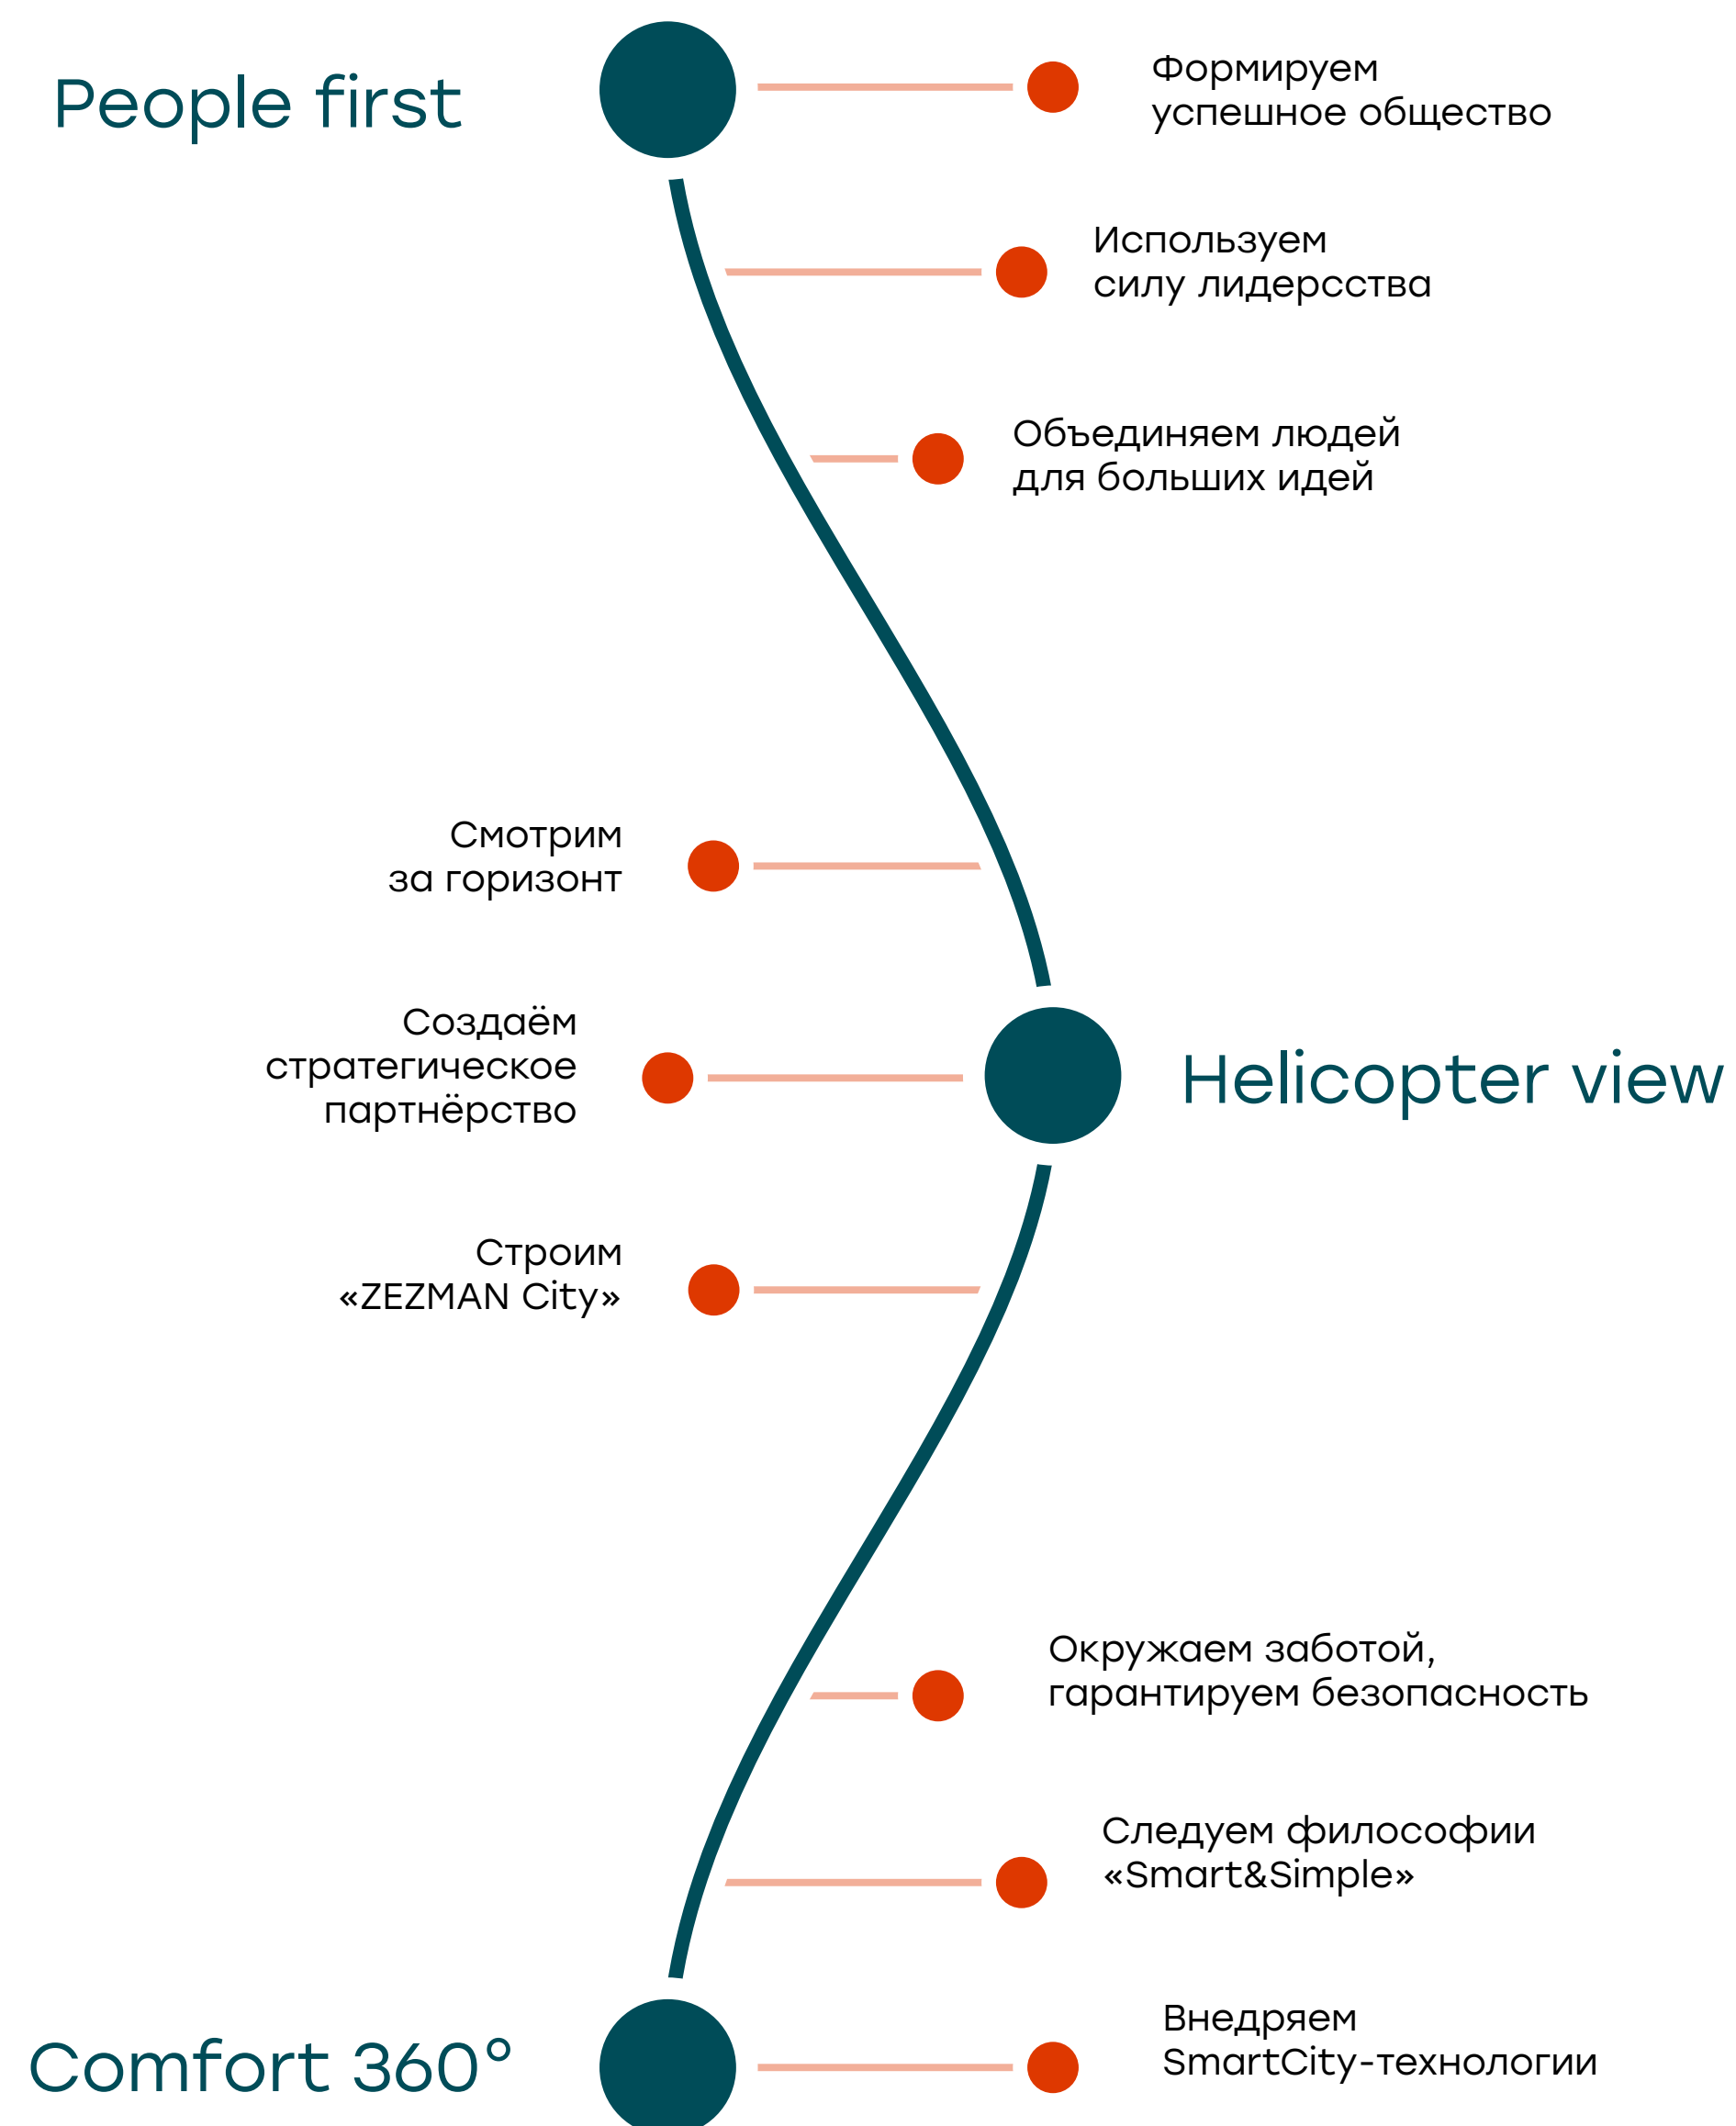 People first
Формируем
успешное общество
Используем
силу лидерсства
Объединяем людей
для больших идей
Смотрим
за горизонт
Создаём
стратегическое
партнёрство
Helicopter view
Строим
«ZEZMAN City»
Окружаем заботой,
гарантируем безопасность
Следуем философии
«Smart&Simple»
Comfort 360°
Внедряем
SmartCity-технологии